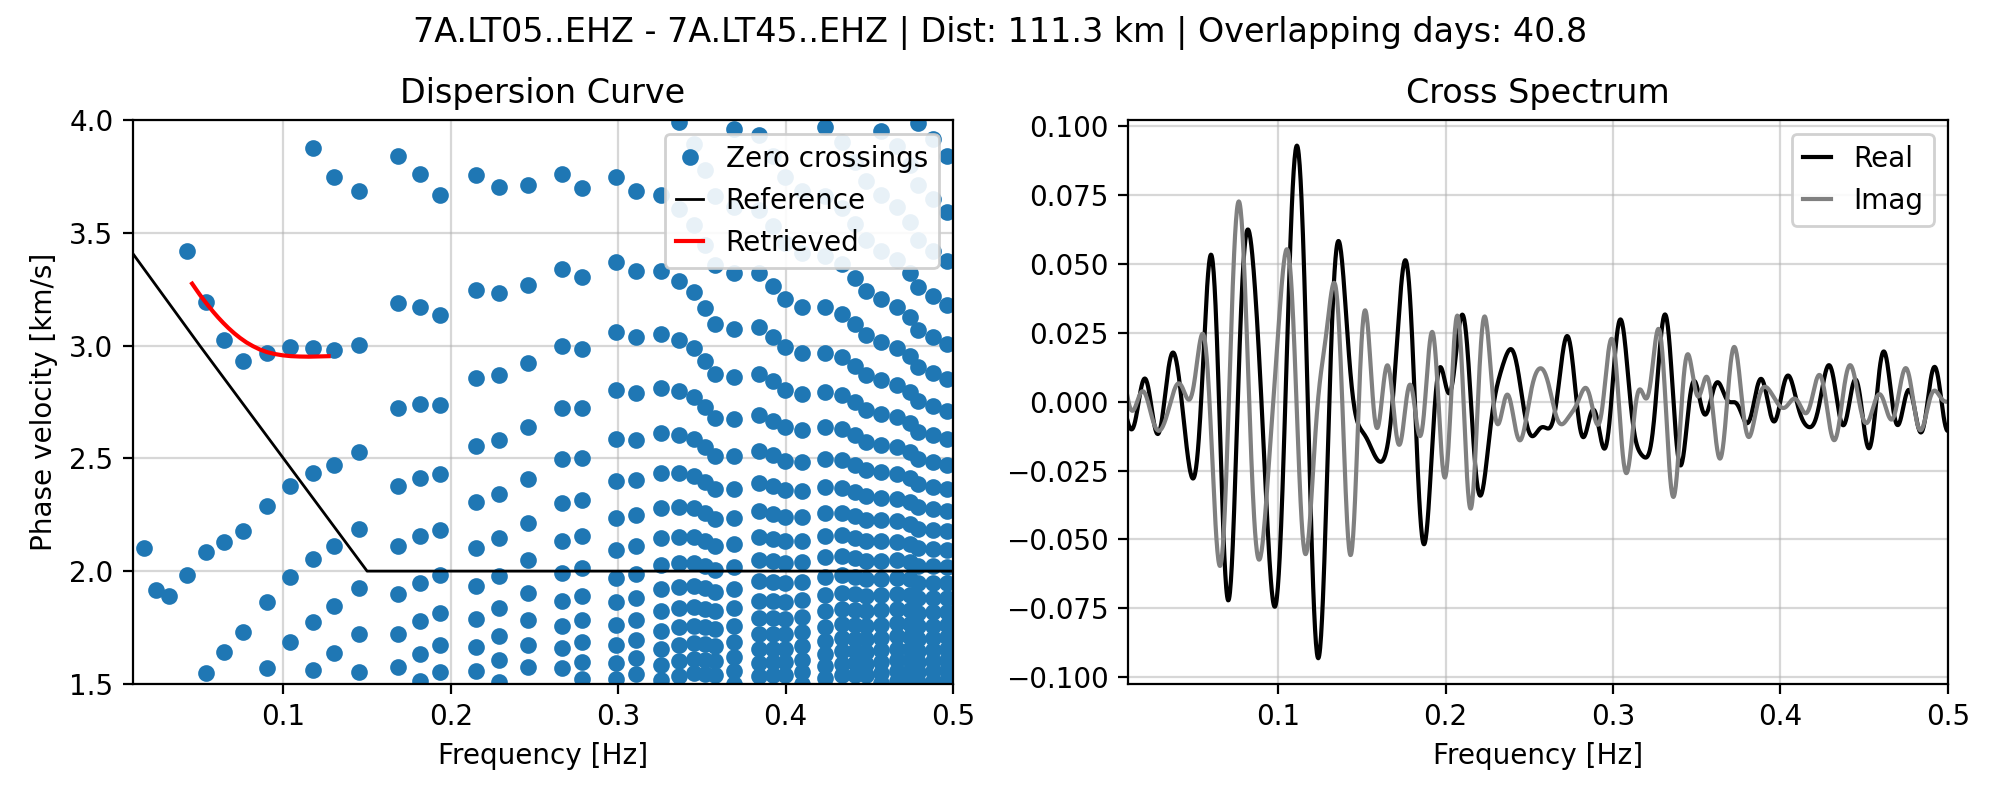 7A.LT05..EHZ - 7A.LT45..EHZ | Dist: 111.3 km | Overlapping days: 40.8
Dispersion Curve
Phase velocity [km/s]
4.0
3.5
3.0
2.5
2.0
1.5
0.1 0.2 0.3 0.4 0.5
Frequency [Hz]
Zero crossings
Reference
Retrieved
Cross Spectrum
0.100
0.075
0.050
0.025
0.000
−0.025
−0.050
−0.075
−0.100
0.1 0.2 0.3 0.4 0.5
Frequency [Hz]
Real
Imag